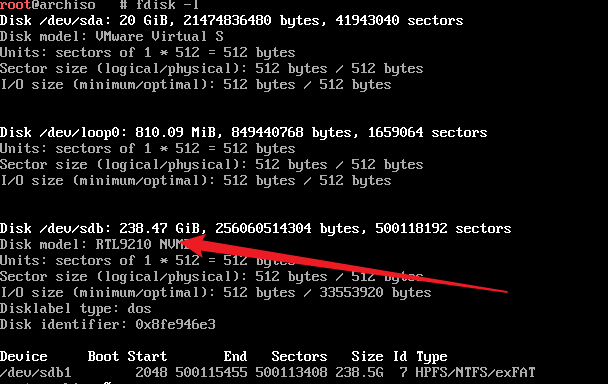 root@archiso ~ # fdisk -l
Disk /dev/sda: 20 GiB, 21474836480 bytes, 41943040 sectors
Disk model: VMware Virtual S
Units: sectors of 1 * 512 = 512 bytes
Sector size (logical/physical): 512 bytes / 512 bytes
I/O size (minimum/optimal): 512 bytes / 512 bytes
Disk /dev/loop0: 810.09 MiB, 849440768 bytes, 1659064 sectors
Units: sectors of 1 * 512 = 512 bytes
Sector size (logical/physical): 512 bytes / 512 bytes
I/O size (minimum/optimal): 512 bytes / 512 bytes
Disk /dev/sdb: 238.47 GiB, 256060514304 bytes, 500118192 sectors
Disk model: RTL9210 NVM
Units: sectors of 1 * 512 = 512 bytes
Sector size (logical/physical): 512 bytes / 512 bytes
I/O size (minimum/optimal): 512 bytes / 33553920 bytes
Disklabel type: dos
Disk identifier: 0x8fe946e3
Device Boot Start End Sectors Size Id Type
/dev/sdb1 2048 500115455 500113408 238.5G 7 HPFS/NTFS/exFAT